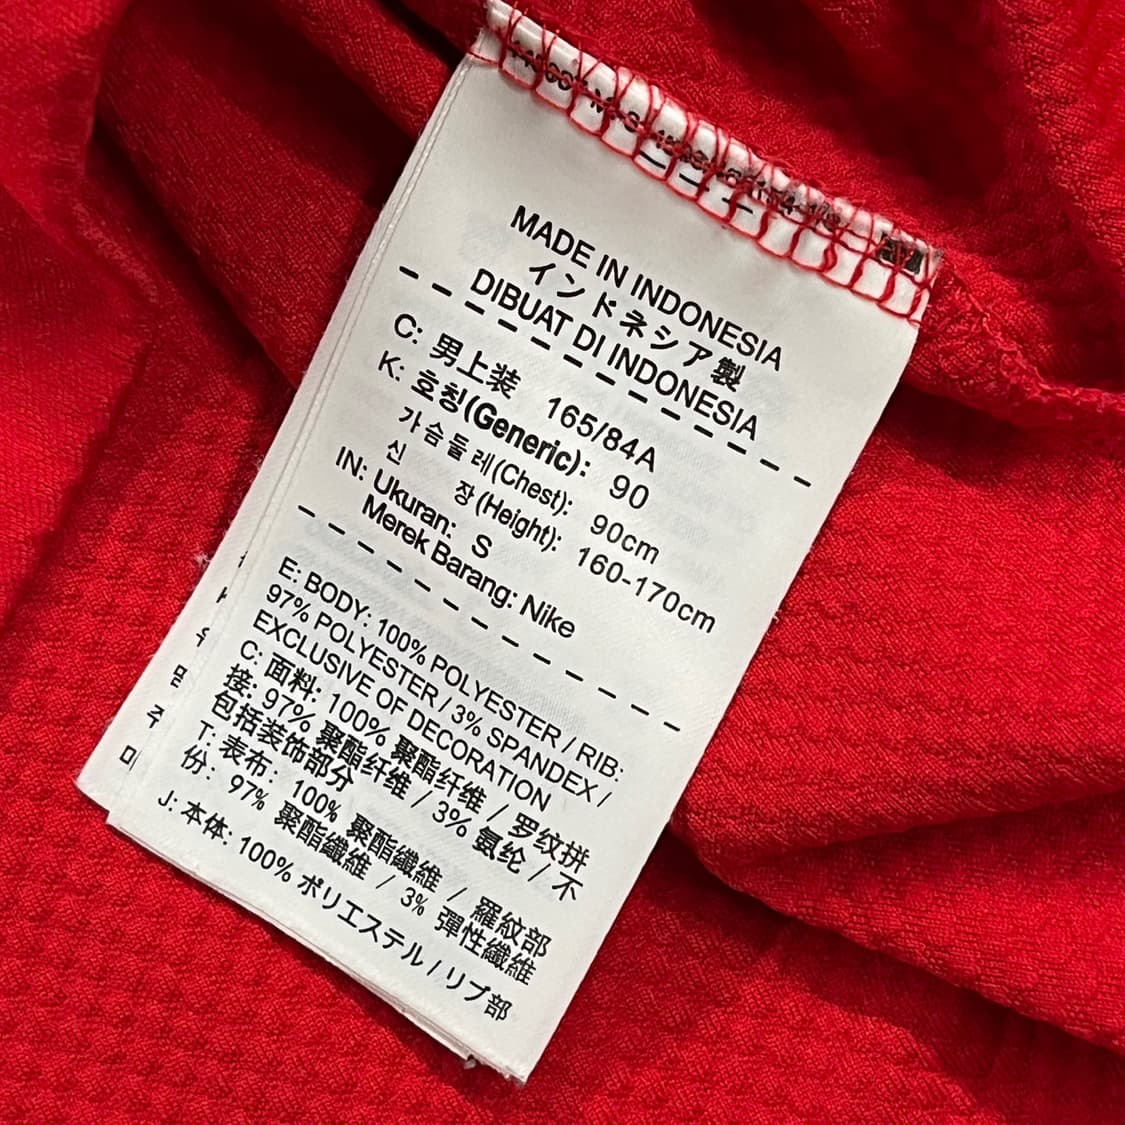 MADE IN INDONESIA
インドネシア製
DIBUAT DI INDONESIA
C: 男上装 165/84A
K: 호칭(Generic): 90
가슴둘레(Chest): 90cm
신 장(Height): 160-170cm
IN: Ukuran: S
Merek Barang: Nike
E: BODY: 100% POLYESTER / RIB:
97% POLYESTER / 3% SPANDEX /
EXCLUSIVE OF DECORATION
C: 面料: 100% 聚酯纤维 / 罗纹拼
接: 97% 聚酯纤维 / 3% 氨纶 / 不
包括装饰部分
T: 表布: 100% 聚酯纖維 / 羅紋部
份: 97% 聚酯纖維 / 3% 彈性纖維
J: 本体: 100% ポリエステル / リブ部